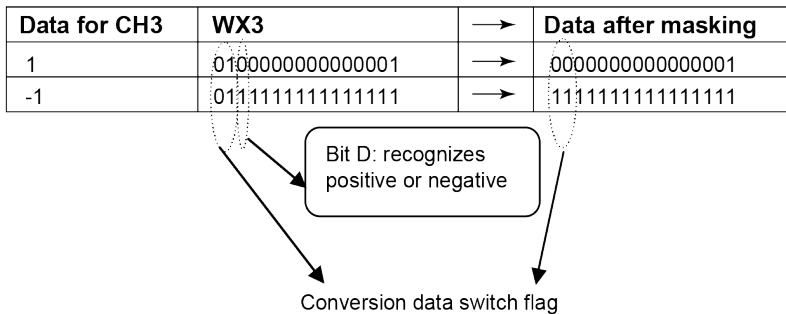 Data for CH3 WX3 → Data after masking
1 0100000000000001 → 0000000000000001
-1 0111111111111111 → 1111111111111111
Bit D: recognizes
positive or negative
Conversion data switch flag